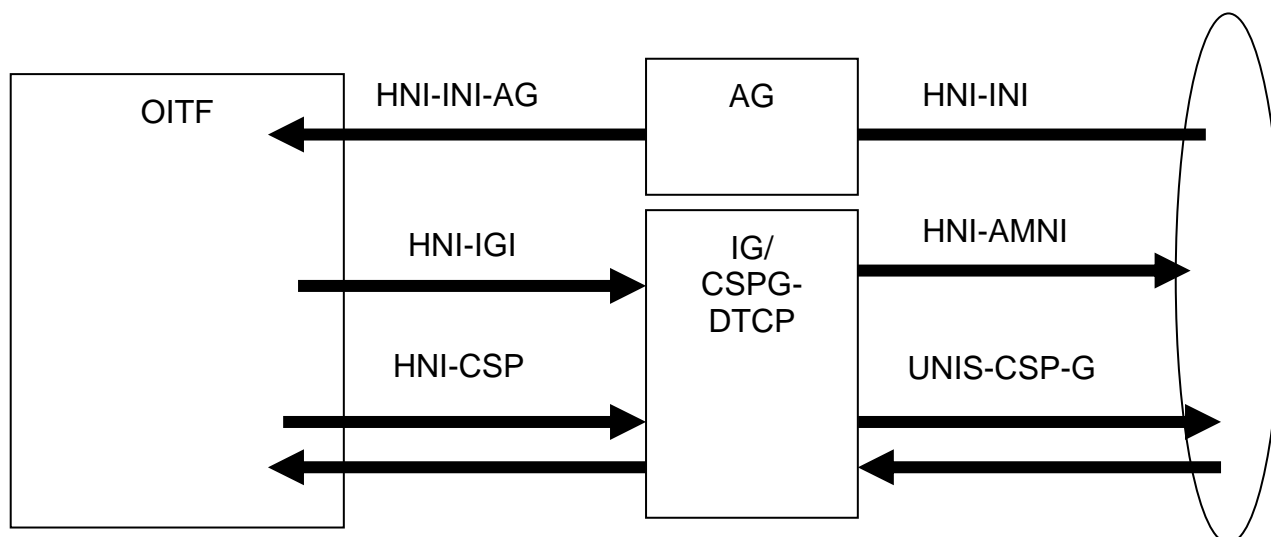 OITF
HNI-INI-AG
AG
HNI-INI
HNI-IGI
IG/
CSPG-
DTCP
HNI-AMNI
HNI-CSP
UNIS-CSP-G